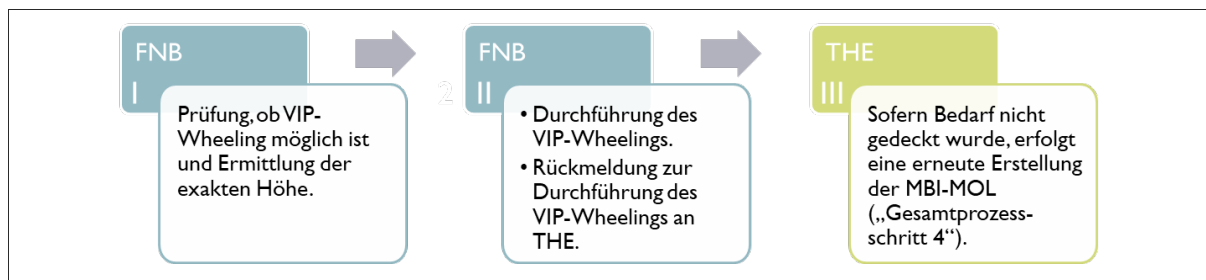 FNB
I
Prüfung, ob VIP-
Wheeling möglich ist
und Ermittlung der
exakten Höhe.
2
FNB
II
• Durchführung des
VIP-Wheelings.
• Rückmeldung zur
Durchführung des
VIP-Wheelings an
THE.
THE
III
Sofern Bedarf nicht
gedeckt wurde, erfolgt
eine erneute Erstellung
der MBI-MOL
(„Gesamtprozess-
schritt 4“).